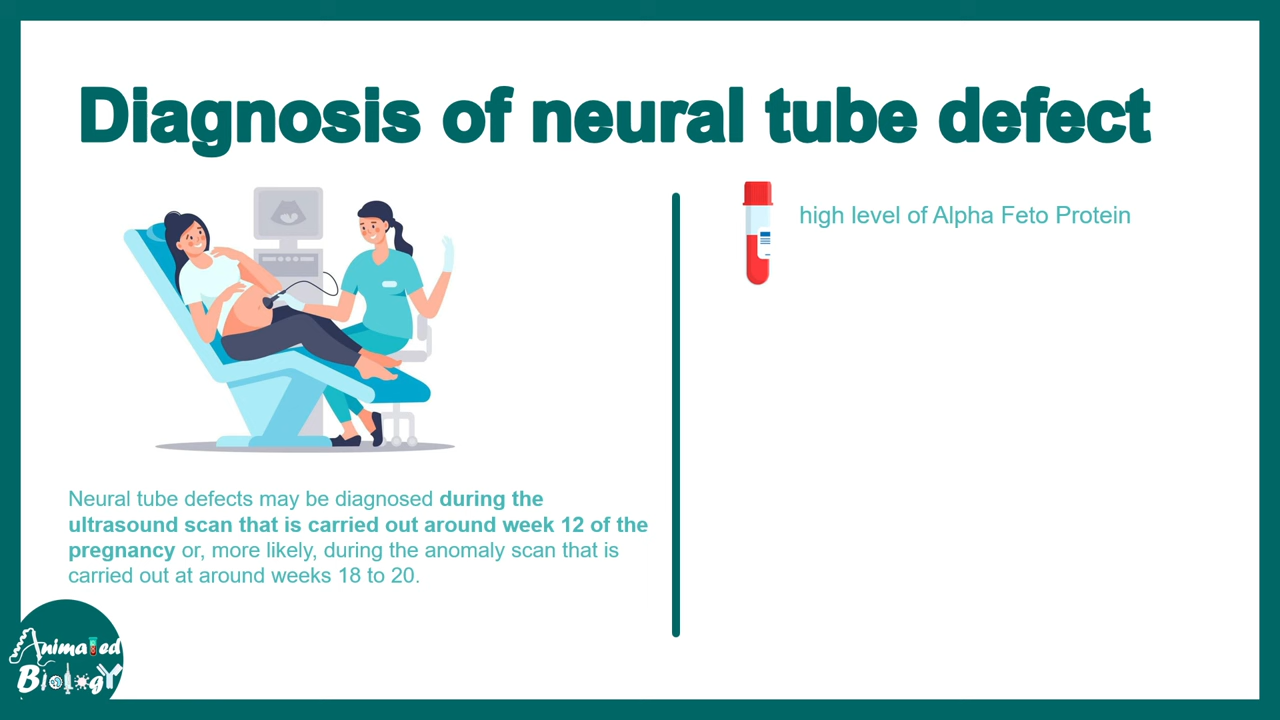 Diagnosis of neural tube defect
Neural tube defects may be diagnosed during the
ultrasound scan that is carried out around week 12 of the
pregnancy or, more likely, during the anomaly scan that is
carried out at around weeks 18 to 20.
high level of Alpha Feto Protein
Animated
Biology